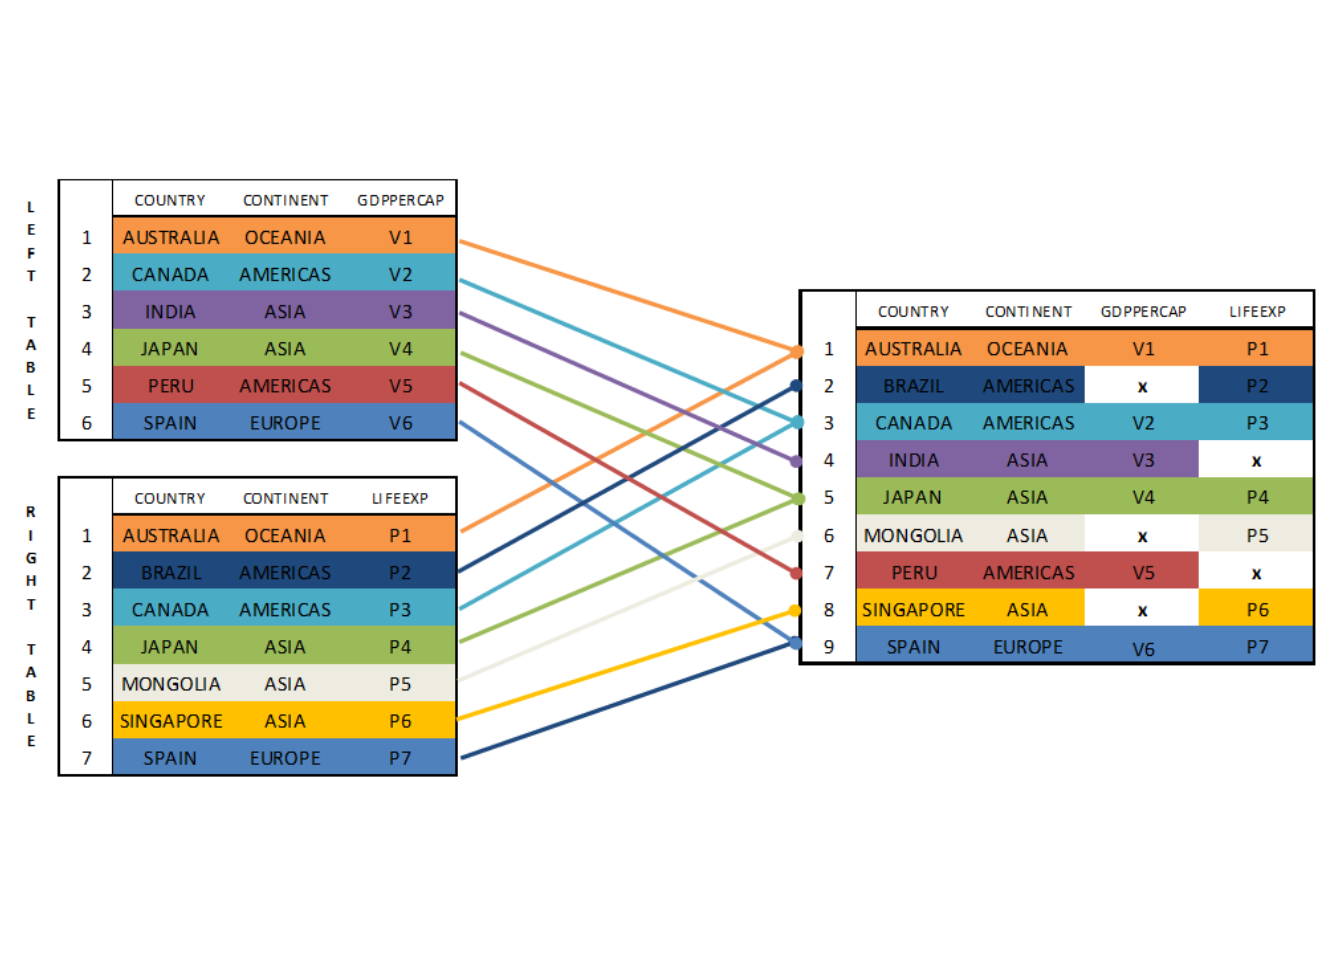 LEFT TABLE
COUNTRY CONTINENT GDPPERCAP
1 AUSTRALIA OCEANIA V1
2 CANADA AMERICAS V2
3 INDIA ASIA V3
4 JAPAN ASIA V4
5 PERU AMERICAS V5
6 SPAIN EUROPE V6
RIGHT TABLE
COUNTRY CONTINENT LIFEEXP
1 AUSTRALIA OCEANIA P1
2 BRAZIL AMERICAS P2
3 CANADA AMERICAS P3
4 JAPAN ASIA P4
5 MONGOLIA ASIA P5
6 SINGAPORE ASIA P6
7 SPAIN EUROPE P7
COUNTRY CONTINENT GDPPERCAP LIFEEXP
1 AUSTRALIA OCEANIA V1 P1
2 BRAZIL AMERICAS x P2
3 CANADA AMERICAS V2 P3
4 INDIA ASIA V3 x
5 JAPAN ASIA V4 P4
6 MONGOLIA ASIA x P5
7 PERU AMERICAS V5 x
8 SINGAPORE ASIA x P6
9 SPAIN EUROPE V6 P7